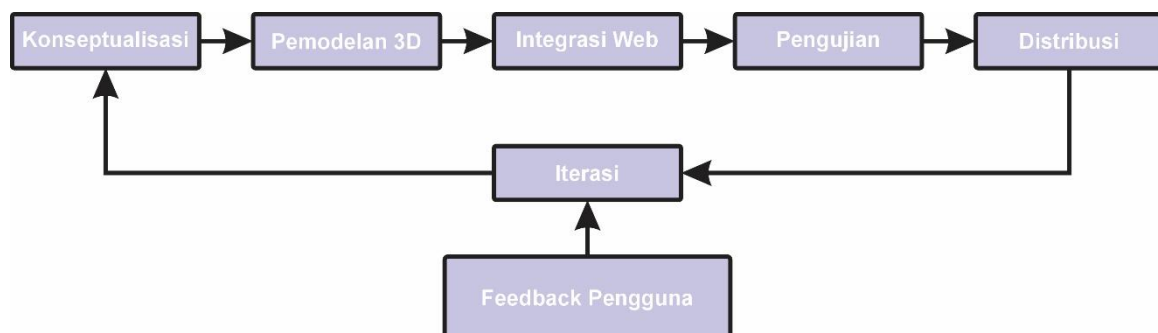 Konseptualisasi
Pemodelan 3D
Integrasi Web
Pengujian
Distribusi
Iterasi
Feedback Pengguna